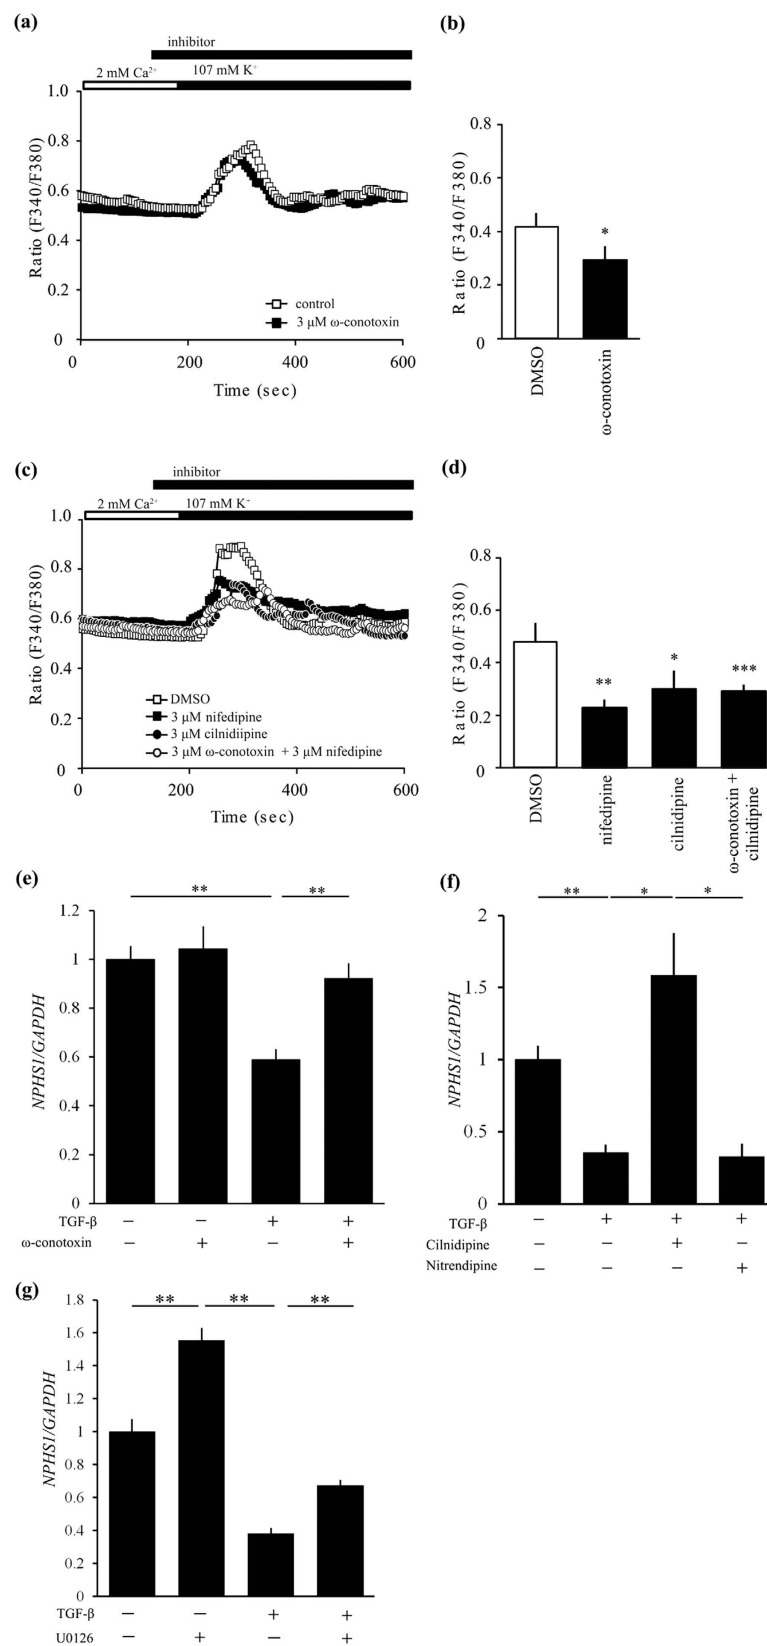 (a)
inhibitor
2 mM Ca²⁺ 107 mM K⁺
1.0
0.8
0.6
0.4
0.2
0
Ratio (F340/F380)
control
3 μM ω-conotoxin
0 200 400 600
Time (sec)
(b)
0.8
0.6
0.4
0.2
0
Ratio (F340/F380)
*
DMSO
ω-conotoxin
(c)
inhibitor
2 mM Ca²⁺ 107 mM K⁺
1.0
0.8
0.6
0.4
0.2
0
Ratio (F340/F380)
DMSO
3 μM nifedipine
3 μM cilnidiipine
3 μM ω-conotoxin + 3 μM nifedipine
0 200 400 600
Time (sec)
(d)
0.8
0.6
0.4
0.2
0
Ratio (F340/F380)
** * ***
DMSO
nifedipine
cilnidipine
ω-conotoxin +
cilnidipine
(e)
** **
1.2
1
0.8
0.6
0.4
0.2
0
NPHS1/GAPDH
TGF-β – – + +
ω-conotoxin – + – +
(f)
** * *
2
1.5
1
0.5
0
NPHS1/GAPDH
TGF-β – + + +
Cilnidipine – – + –
Nitrendipine – – – +
(g)
** ** **
1.8
1.6
1.4
1.2
1
0.8
0.6
0.4
0.2
0
NPHS1/GAPDH
TGF-β – – + +
U0126 – + – +